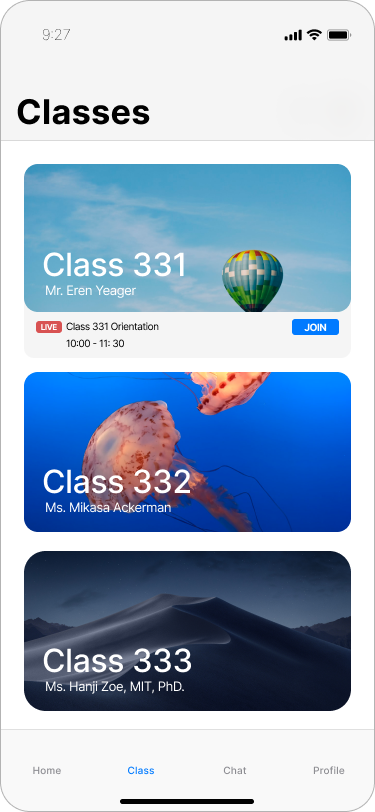 9:27
Classes
Class 331
Mr. Eren Yeager
LIVE Class 331 Orientation
JOIN
10:00 - 11: 30
Class 332
Ms. Mikasa Ackerman
Class 333
Ms. Hanji Zoe, MIT, PhD.
Home Class Chat Profile